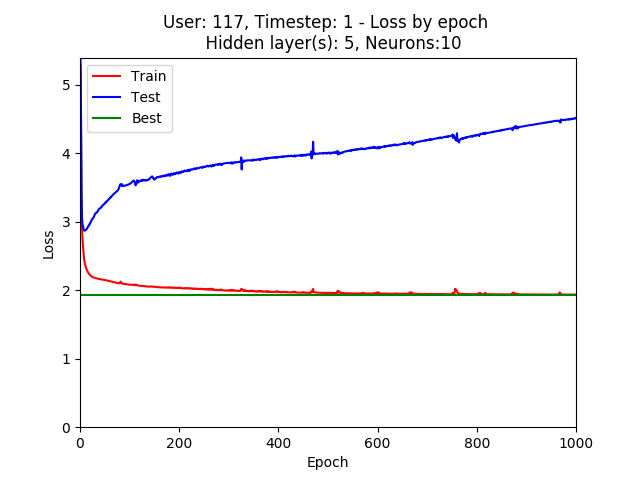 User: 117, Timestep: 1 - Loss by epoch
Hidden layer(s): 5, Neurons:10
Train
Test
Best
Loss
5
4
3
2
1
0
0 200 400 600 800 1000
Epoch